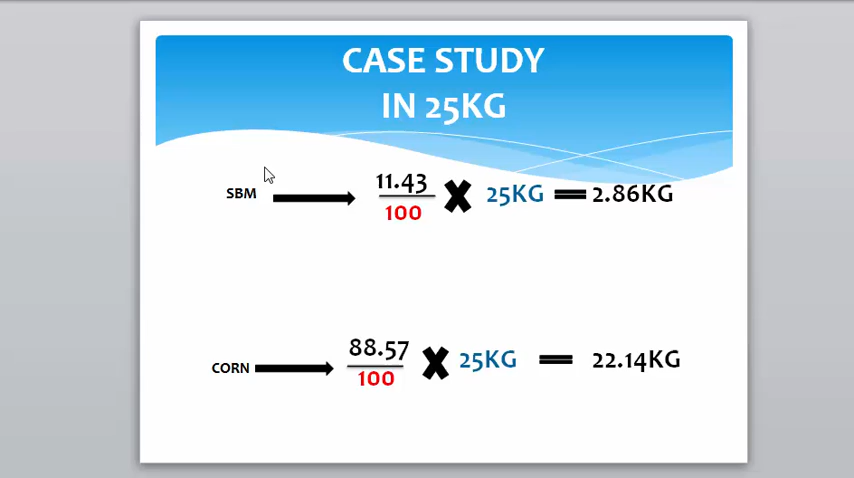 CASE STUDY
IN 25KG
SBM 11.43 25KG = 2.86KG
100
CORN 88.57 25KG = 22.14KG
100